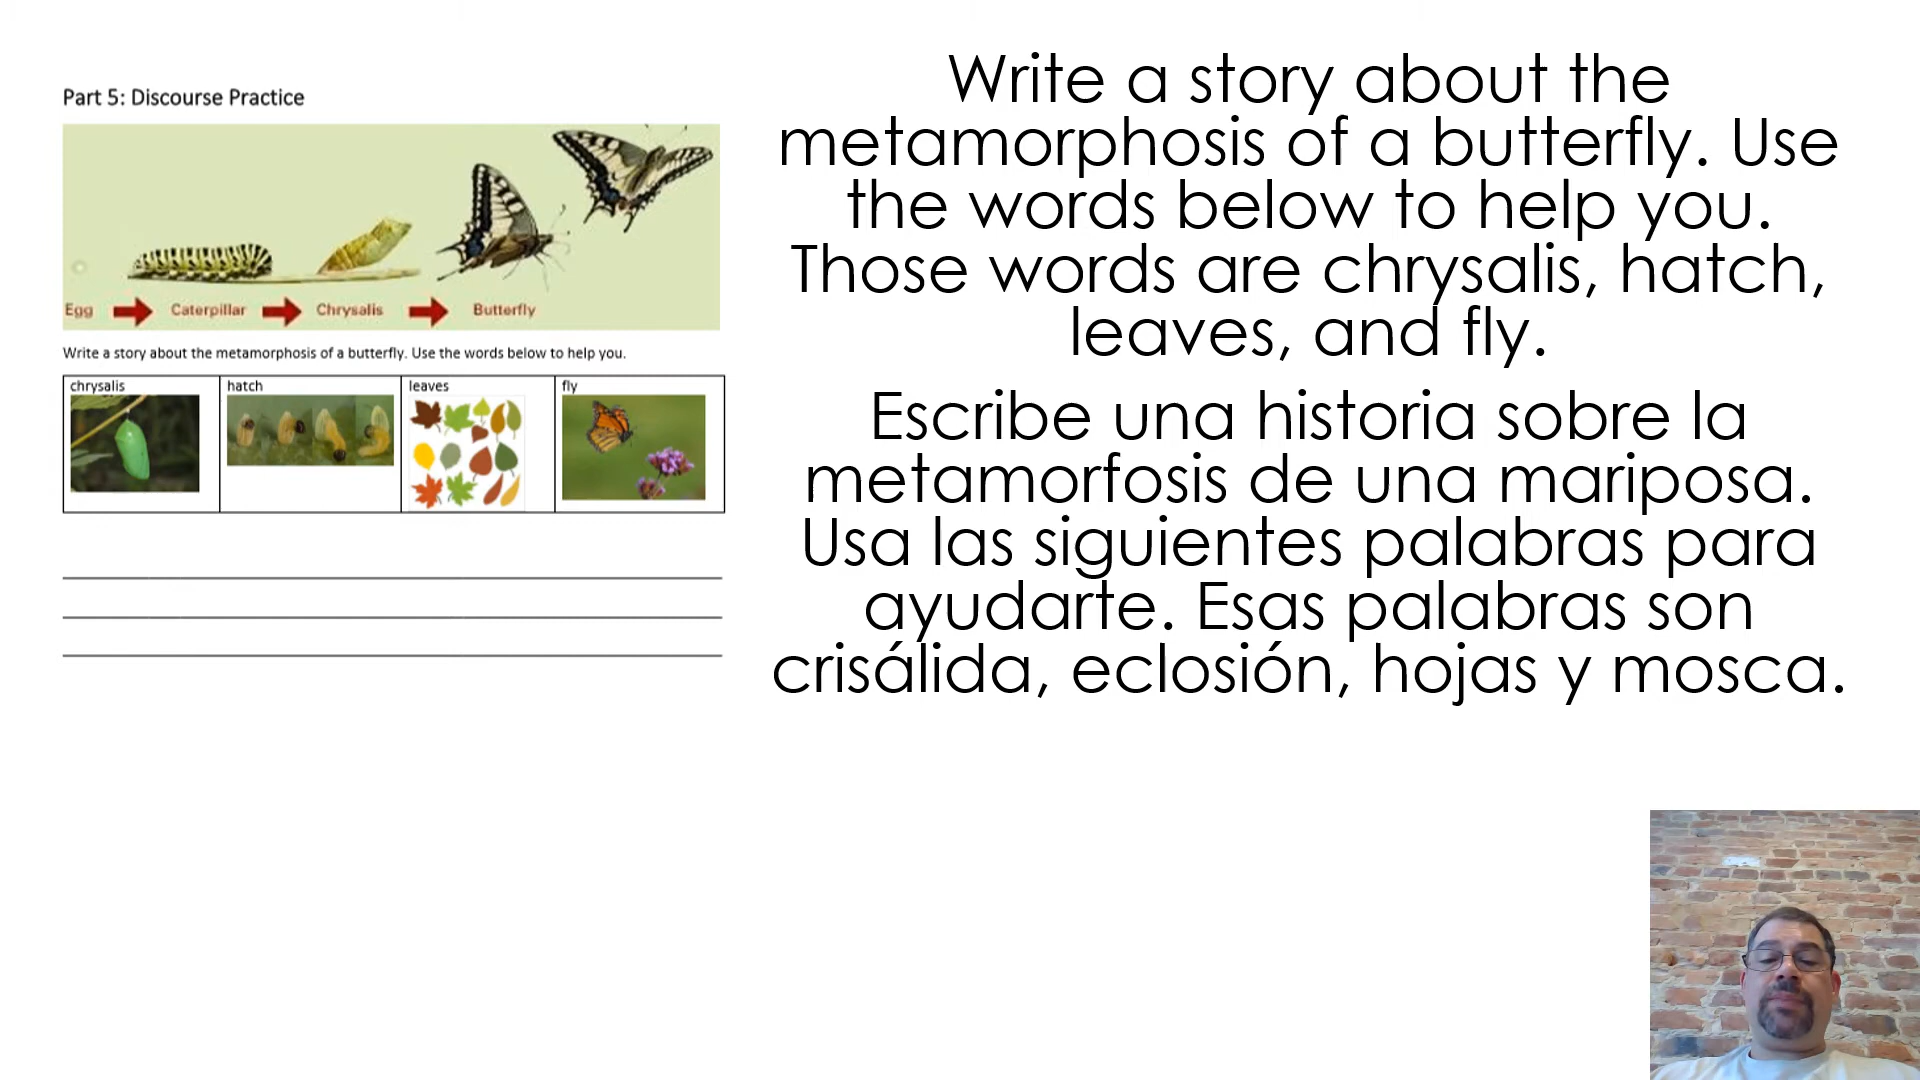 Part 5: Discourse Practice
Egg Caterpillar Chrysalis Butterfly
Write a story about the metamorphosis of a butterfly. Use the words below to help you.
chrysalis hatch leaves fly
Write a story about the
metamorphosis of a butterfly. Use
the words below to help you.
Those words are chrysalis, hatch,
leaves, and fly.
Escribe una historia sobre la
metamorfosis de una mariposa.
Usa las siguientes palabras para
ayudarte. Esas palabras son
crisálida, eclosión, hojas y mosca.